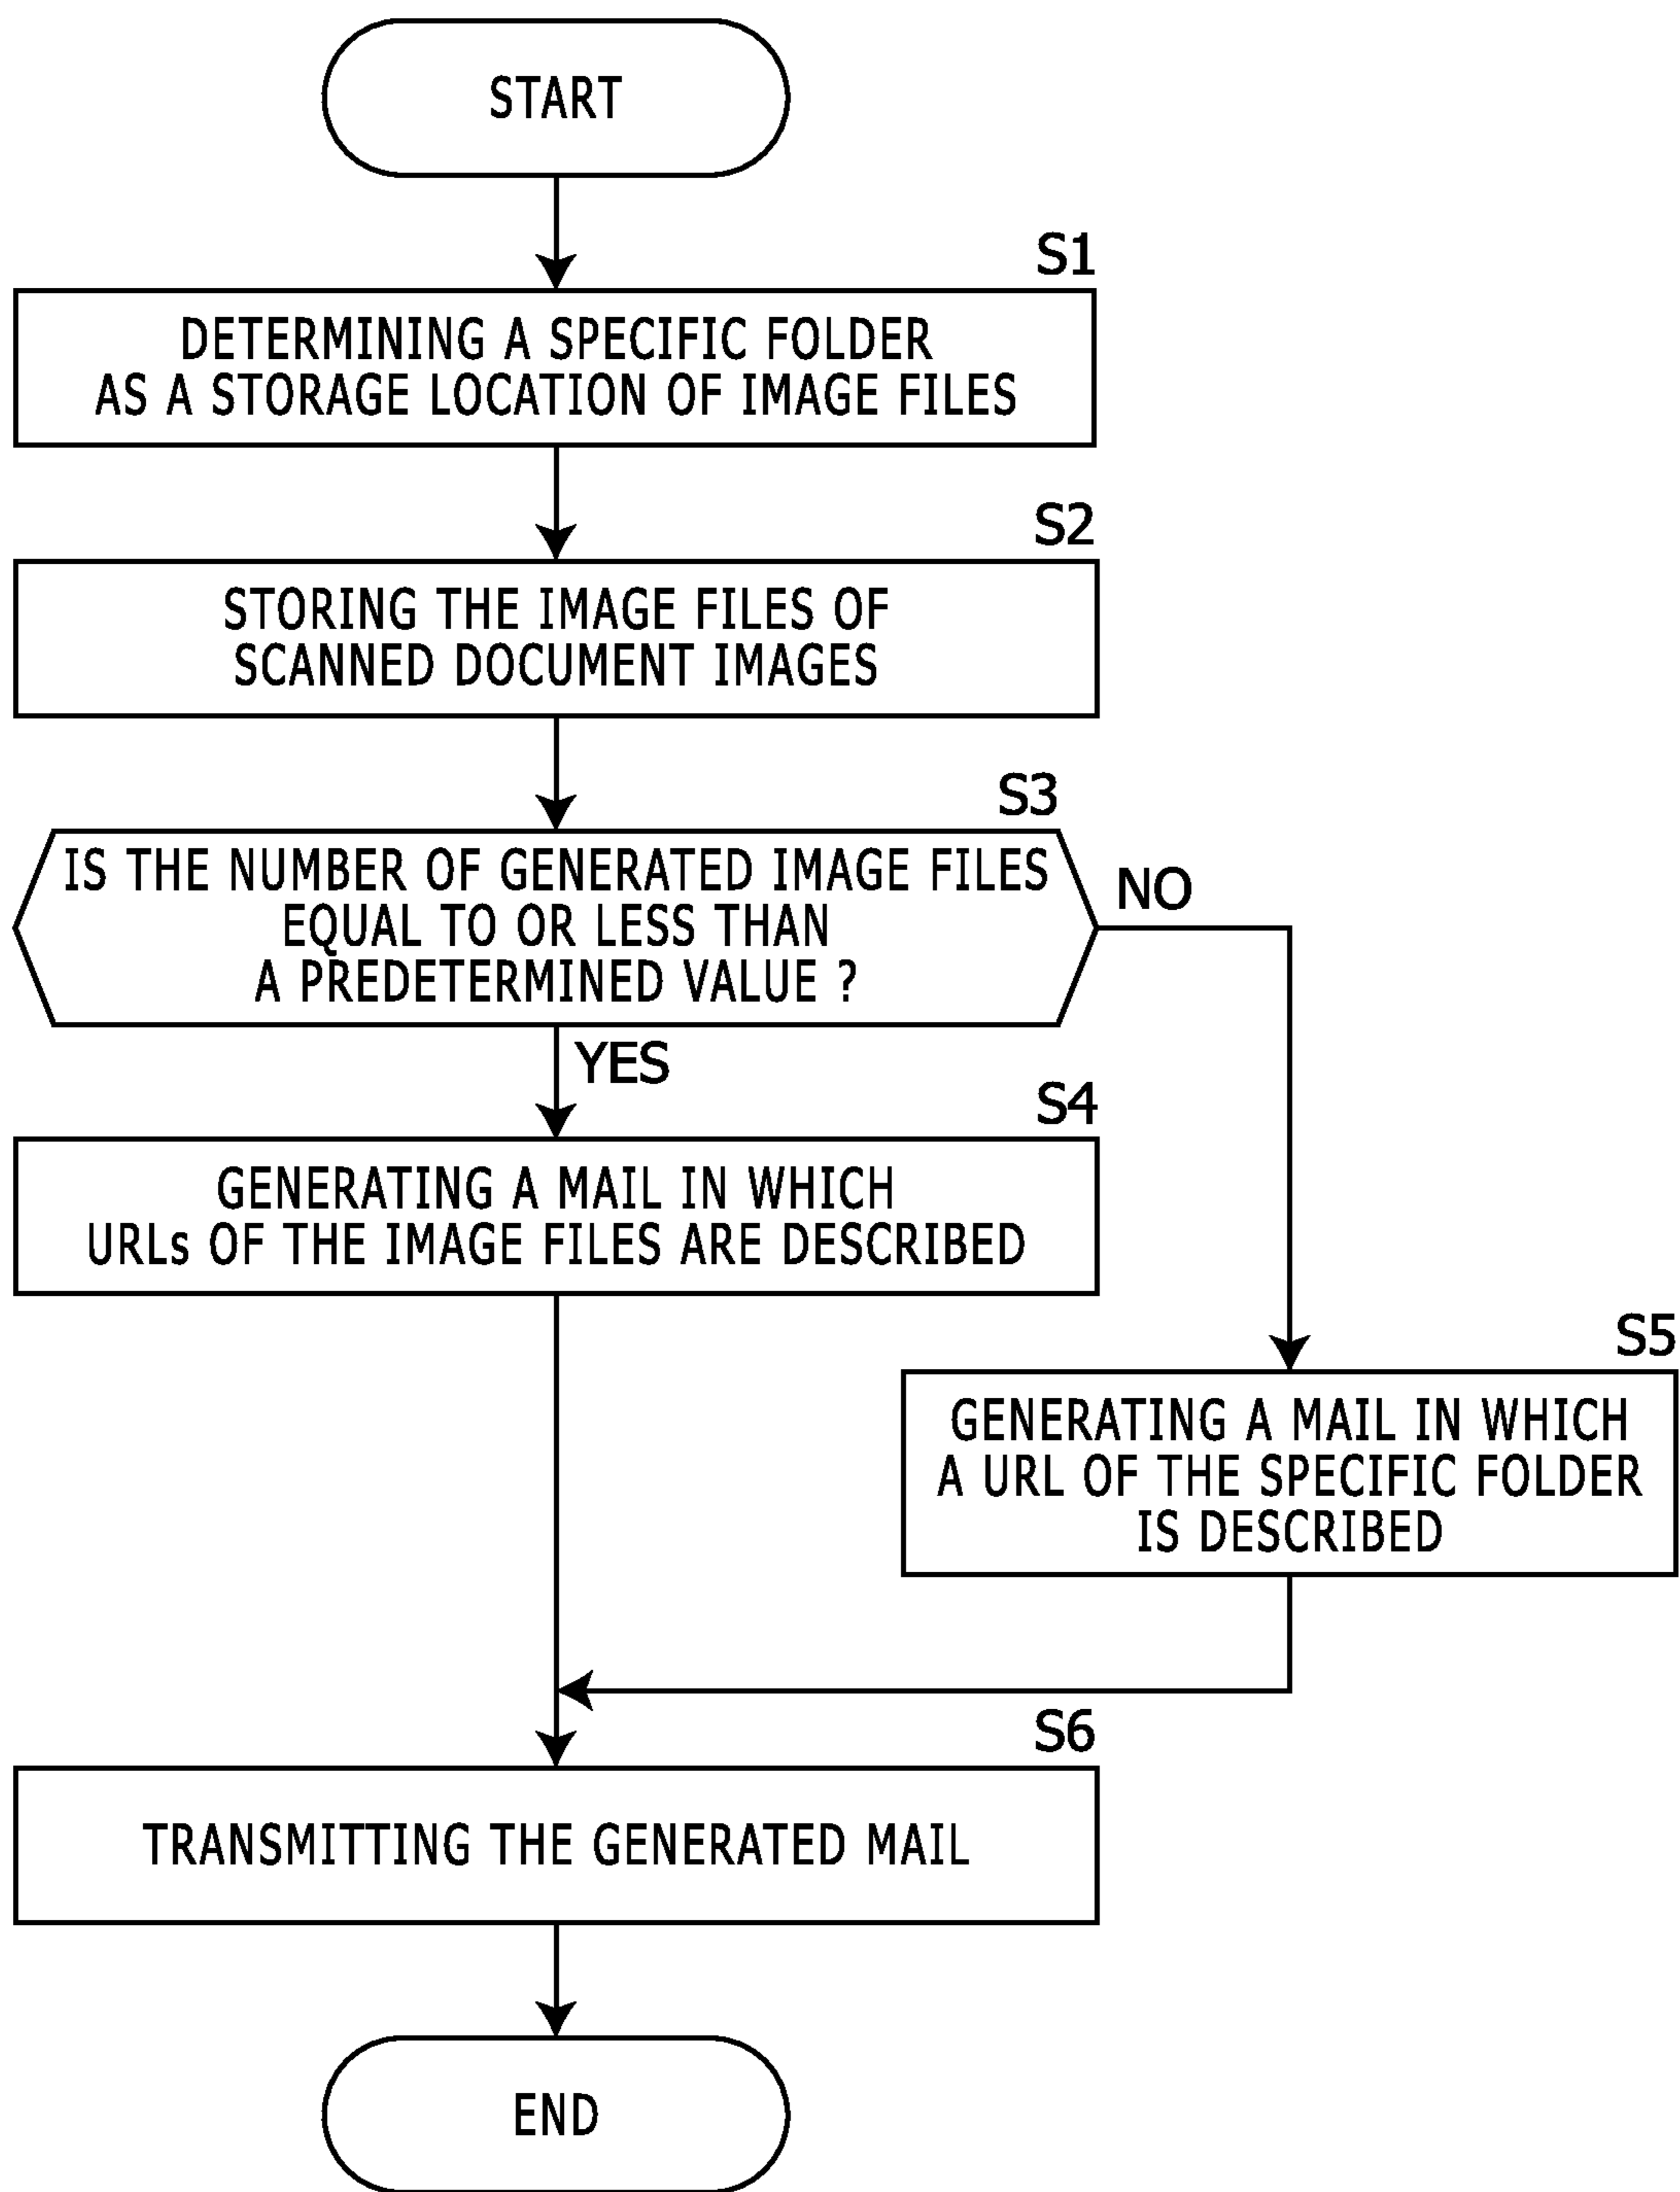 START
S1
DETERMINING A SPECIFIC FOLDER
AS A STORAGE LOCATION OF IMAGE FILES
S2
STORING THE IMAGE FILES OF
SCANNED DOCUMENT IMAGES
S3
IS THE NUMBER OF GENERATED IMAGE FILES
EQUAL TO OR LESS THAN
A PREDETERMINED VALUE ?
NO
YES
S4
GENERATING A MAIL IN WHICH
URLs OF THE IMAGE FILES ARE DESCRIBED
S5
GENERATING A MAIL IN WHICH
A URL OF THE SPECIFIC FOLDER
IS DESCRIBED
S6
TRANSMITTING THE GENERATED MAIL
END